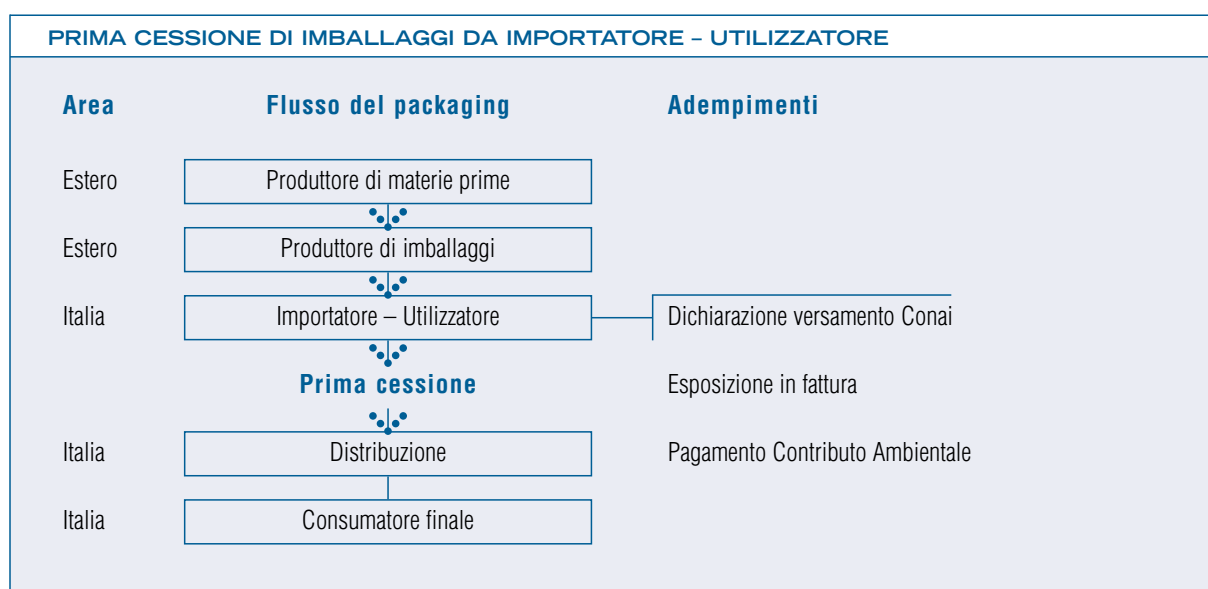 PRIMA CESSIONE DI IMBALLAGGI DA IMPORTATORE – UTILIZZATORE
Area Flusso del packaging Adempimenti
Estero Produttore di materie prime
Estero Produttore di imballaggi
Italia Importatore – Utilizzatore Dichiarazione versamento Conai
Prima cessione Esposizione in fattura
Italia Distribuzione Pagamento Contributo Ambientale
Italia Consumatore finale